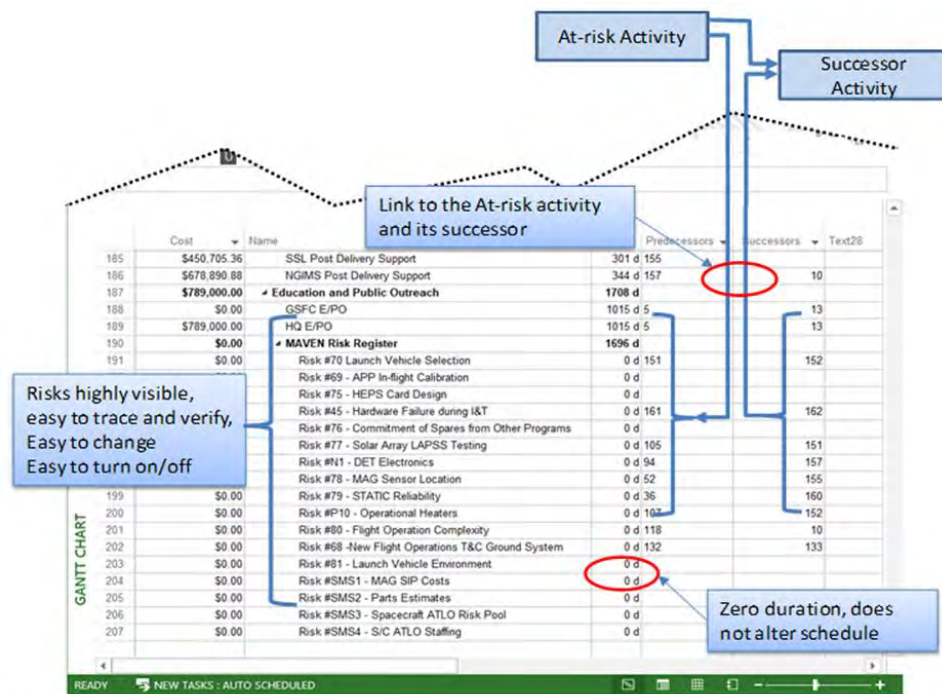 At-risk Activity
Successor
Activity
Link to the At-risk activity
and its successor
Cost Name Predecessors Successors Text28
185 $450,705.36 SSL Post Delivery Support 301 d 155
186 $678,890.88 NGIMS Post Delivery Support 344 d 157 10
187 $789,000.00 Education and Public Outreach 1708 d
188 $0.00 GSFC E/PO 1015 d 5 13
189 $789,000.00 HQ E/PO 1015 d 5 13
190 $0.00 MAVEN Risk Register 1696 d
191 $0.00 Risk #70 Launch Vehicle Selection 0 d 151 152
Risk #69 - APP In-flight Calibration 0 d
Risk #75 - HEPS Card Design 0 d
Risk #45 - Hardware Failure during I&T 0 d 161 162
Risk #76 - Commitment of Spares from Other Programs 0 d
Risk #77 - Solar Array LAPSS Testing 0 d 105 151
Risk #N1 - DET Electronics 0 d 94 157
Risk #78 - MAG Sensor Location 0 d 52 155
199 $0.00 Risk #79 - STATIC Reliability 0 d 36 160
200 $0.00 Risk #P10 - Operational Heaters 0 d 107 152
201 $0.00 Risk #80 - Flight Operation Complexity 0 d 118 10
202 $0.00 Risk #68 -New Flight Operations T&C Ground System 0 d 132 133
203 $0.00 Risk #81 - Launch Vehicle Environment 0 d
204 $0.00 Risk #SMS1 - MAG SIP Costs 0 d
205 $0.00 Risk #SMS2 - Parts Estimates 0 d
206 $0.00 Risk #SMS3 - Spacecraft ATLO Risk Pool 0 d
207 $0.00 Risk #SMS4 - S/C ATLO Staffing 0 d
Risks highly visible,
easy to trace and verify,
Easy to change
Easy to turn on/off
Zero duration, does
not alter schedule
GANTT CHART
READY NEW TASKS : AUTO SCHEDULED